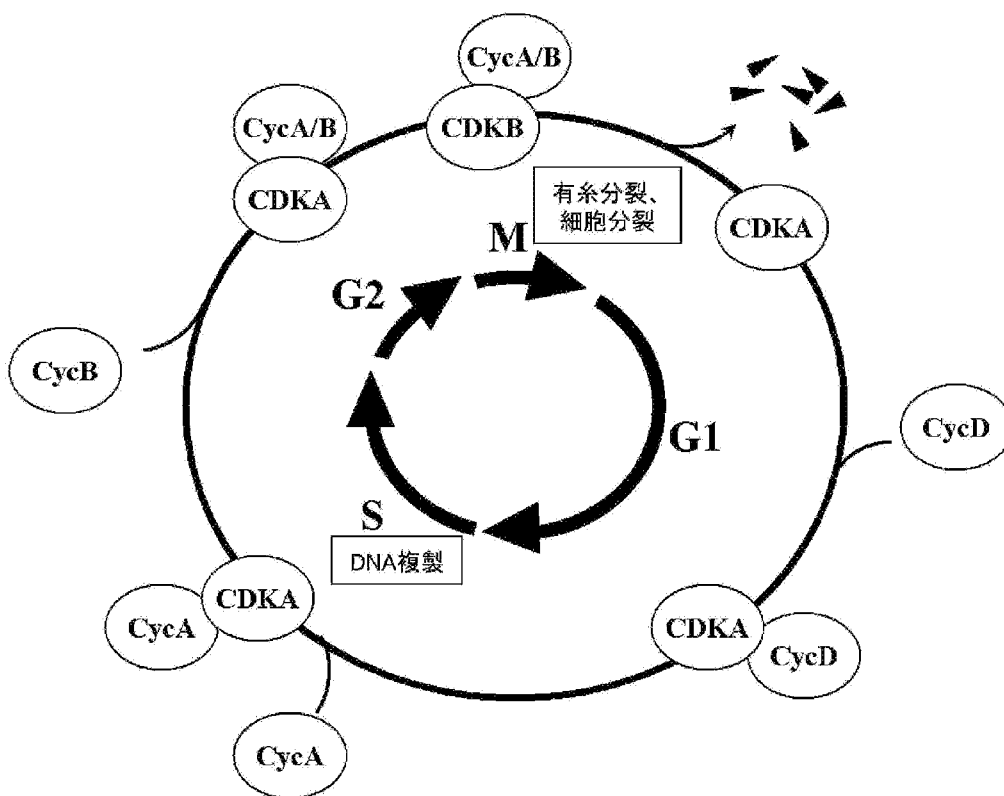 CycA/B
CycA/B
CDKB
CDKA
有糸分裂、
細胞分裂
CDKA
M
G2
CycB
CycD
G1
S
DNA複製
CDKA
CycA
CDKA
CycD
CycA